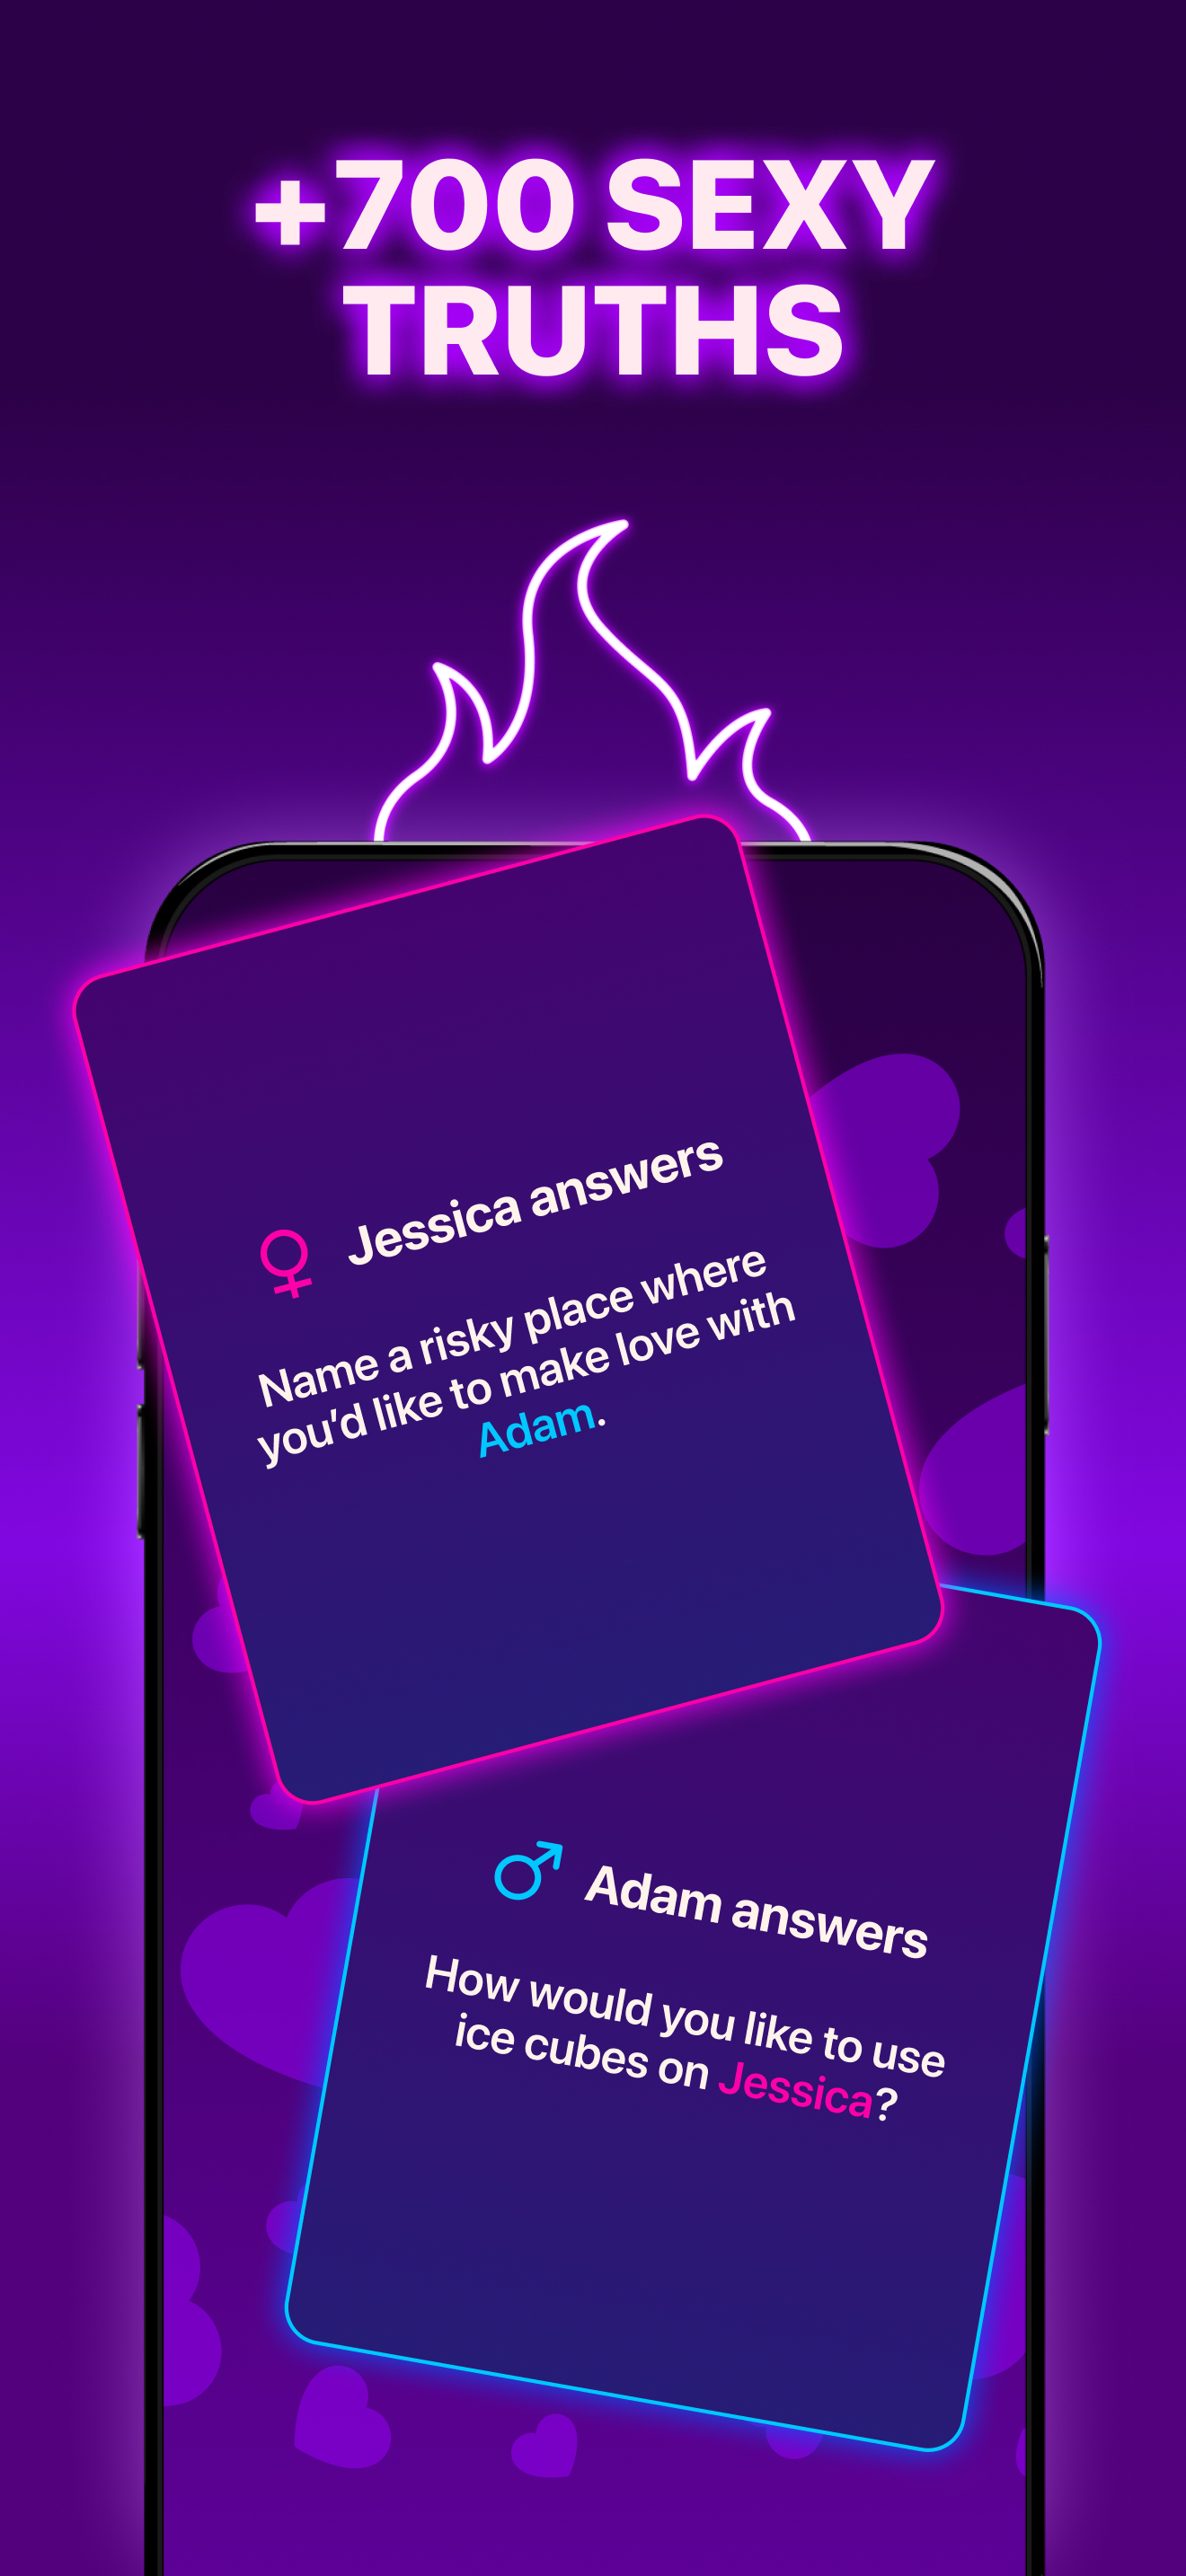 +700 SEXY
TRUTHS
Jessica answers
Name a risky place where
you'd like to make love with
Adam.
Adam answers
How would you like to use
ice cubes on Jessica?